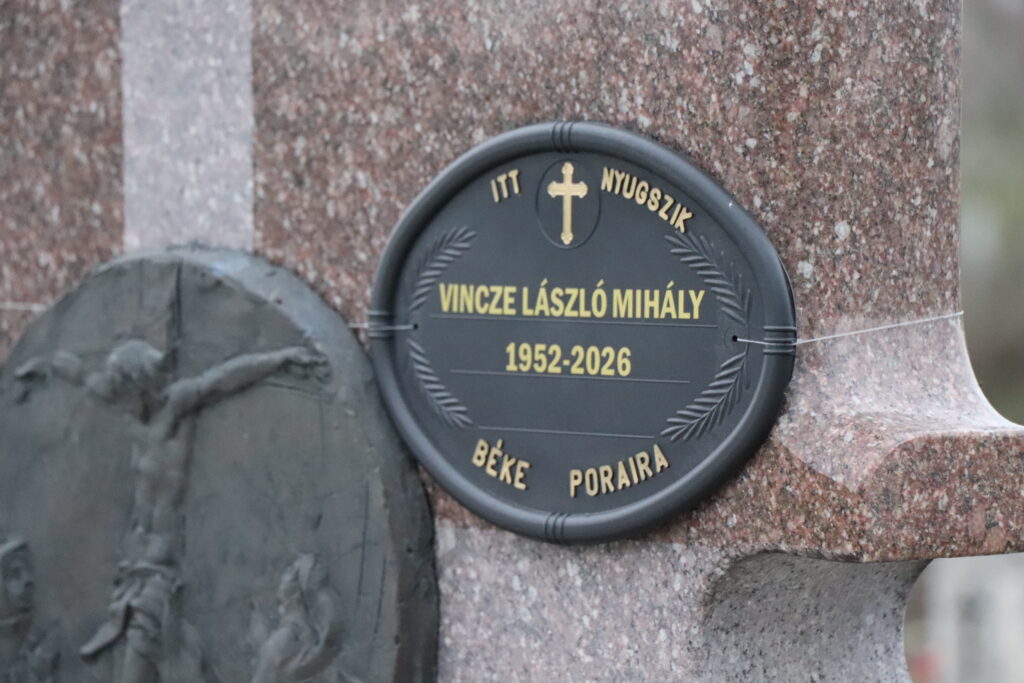 ITT NYUGSZIK
VINCZE LÁSZLÓ MIHÁLY
1952-2026
BÉKE PORAIRA